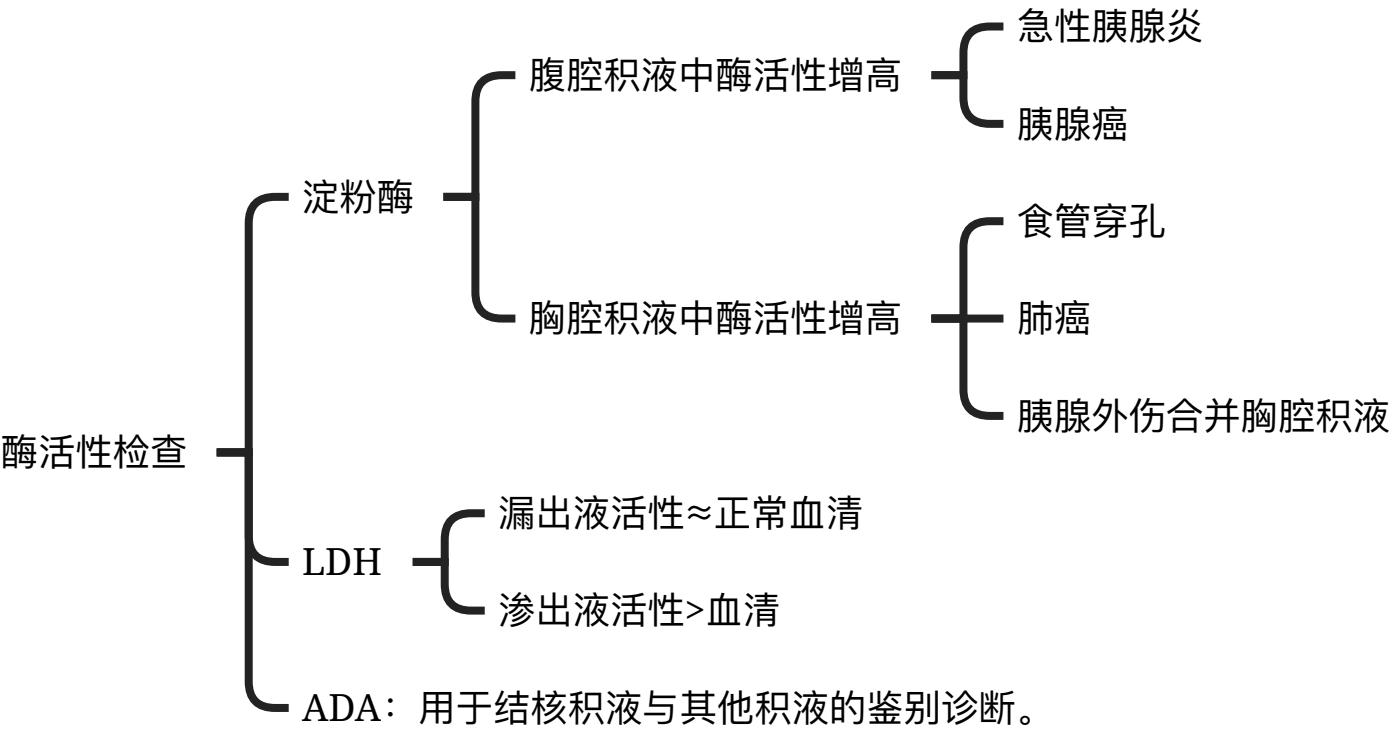 酶活性检查
淀粉酶
腹腔积液中酶活性增高
急性胰腺炎
胰腺癌
胸腔积液中酶活性增高
食管穿孔
肺癌
胰腺外伤合并胸腔积液
LDH
漏出液活性≈正常血清
渗出液活性>血清
ADA：用于结核积液与其他积液的鉴别诊断。